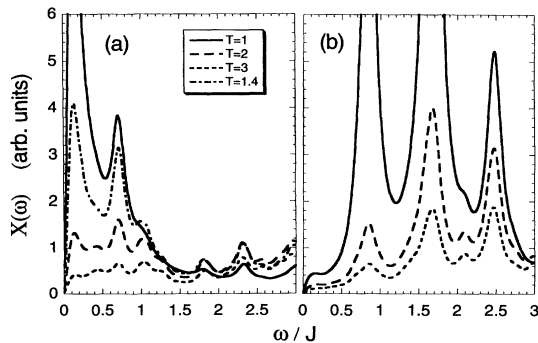 (a)
T=1
T=2
T=3
T=1.4
(b)
X(ω) (arb. units)
6
5
4
3
2
1
0
0 0.5 1 1.5 2 2.5
0 0.5 1 1.5 2 2.5 3
ω / J